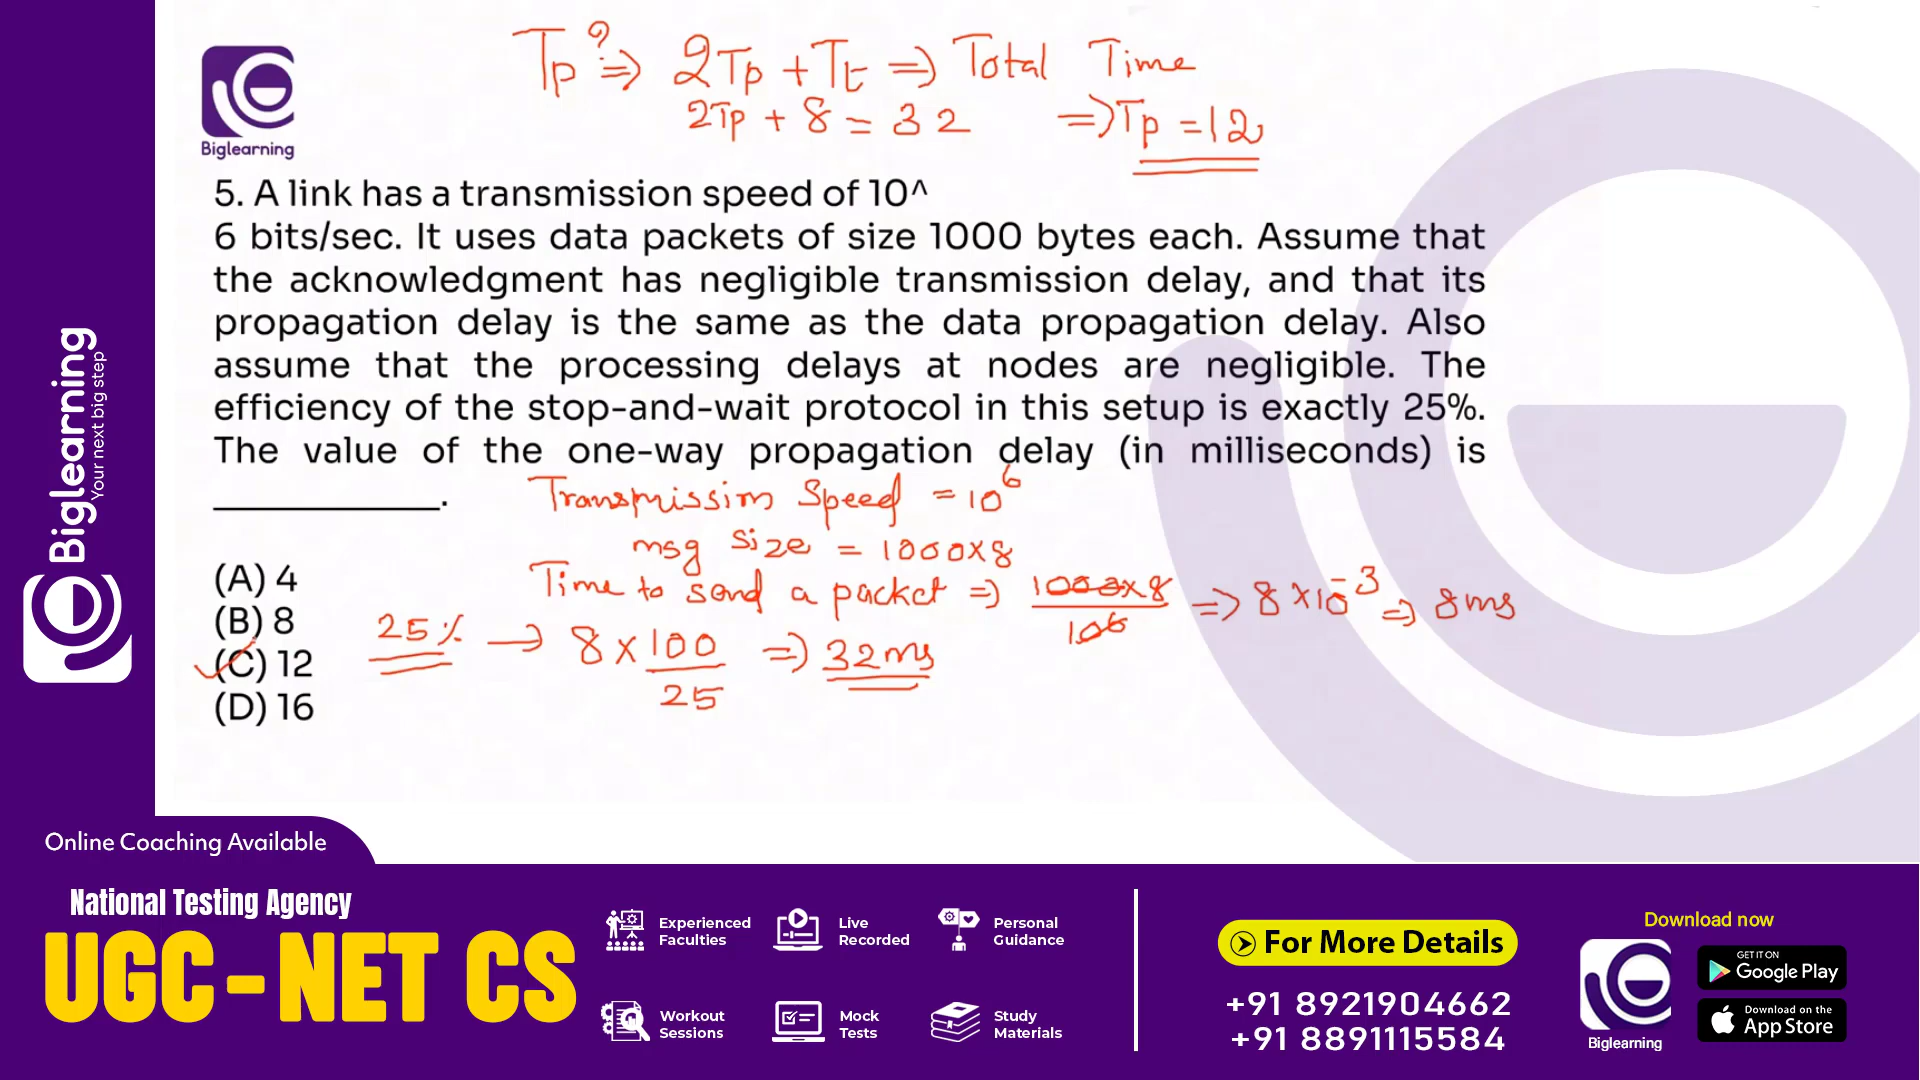 Tp ? => 2Tp + Tt => Total Time
2Tp + 8 = 32 => Tp = 12
Biglearning
5. A link has a transmission speed of 10^
6 bits/sec. It uses data packets of size 1000 bytes each. Assume that
the acknowledgment has negligible transmission delay, and that its
propagation delay is the same as the data propagation delay. Also
assume that the processing delays at nodes are negligible. The
efficiency of the stop-and-wait protocol in this setup is exactly 25%.
The value of the one-way propagation delay (in milliseconds) is
____________.
Transmission Speed = 10^6
msg size = 1000×8
Time to send a packet => 1000×8/10^6 => 8×10^-3 => 8ms
(A) 4
(B) 8
(C) 12
(D) 16
25% → 8 × 100/25 => 32ms
Biglearning
Your next big step
Online Coaching Available
National Testing Agency
UGC-NET CS
Experienced
Faculties
Live
Recorded
Personal
Guidance
Workout
Sessions
Mock
Tests
Study
Materials
For More Details
+91 8921904662
+91 8891115584
Download now
Biglearning
GET IT ON
Google Play
Download on the
App Store